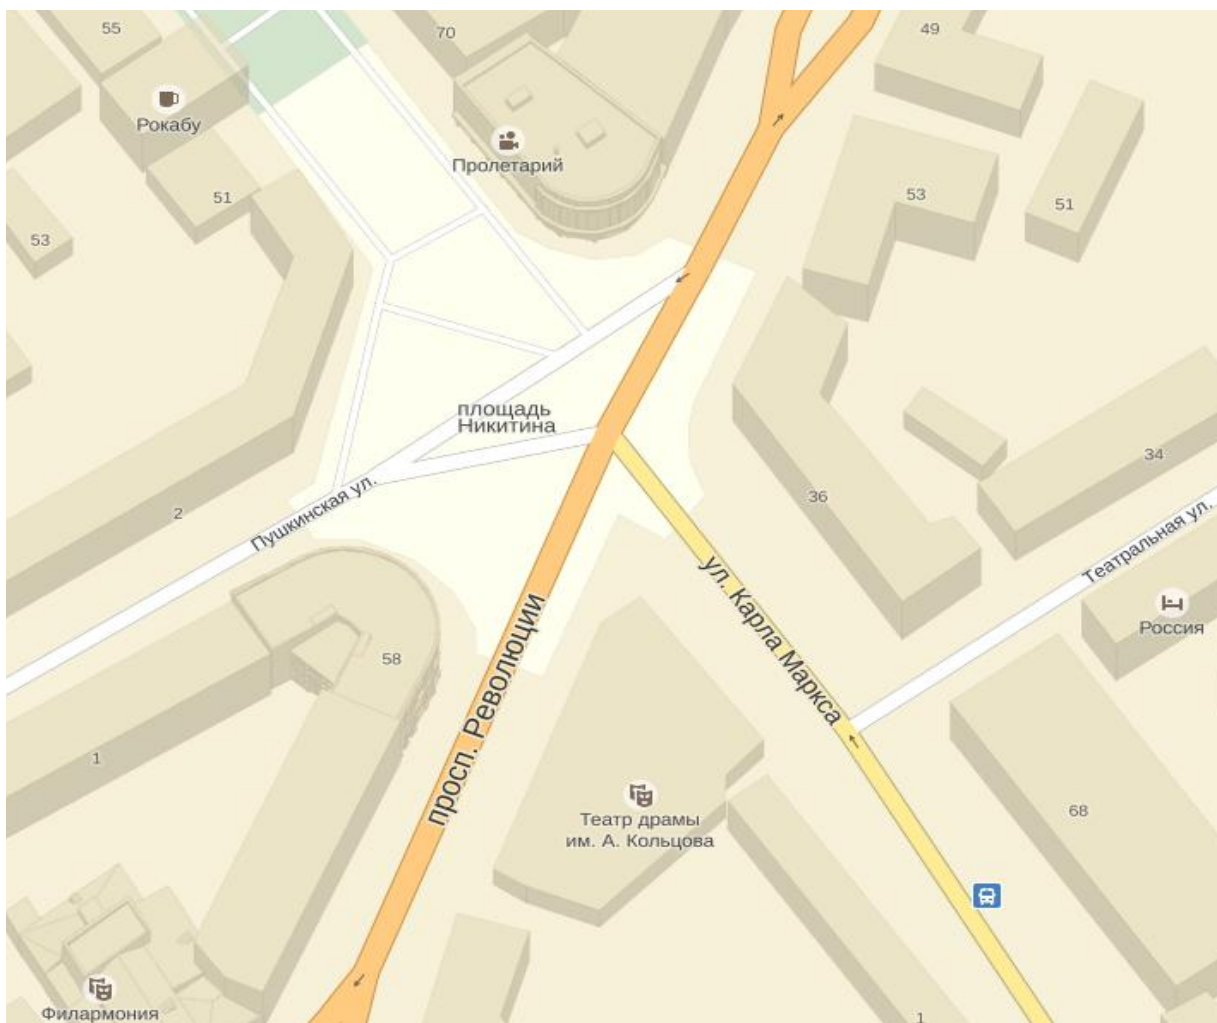 55
70
49
Рокабу
Пролетарий
51
53
51
53
площадь
Никитина
34
36
2
Пушкинская ул.
Театральная ул.
ул. Карла Маркса
Россия
58
просп. Революции
1
Театр драмы
им. А. Кольцова
68
Филармония
1